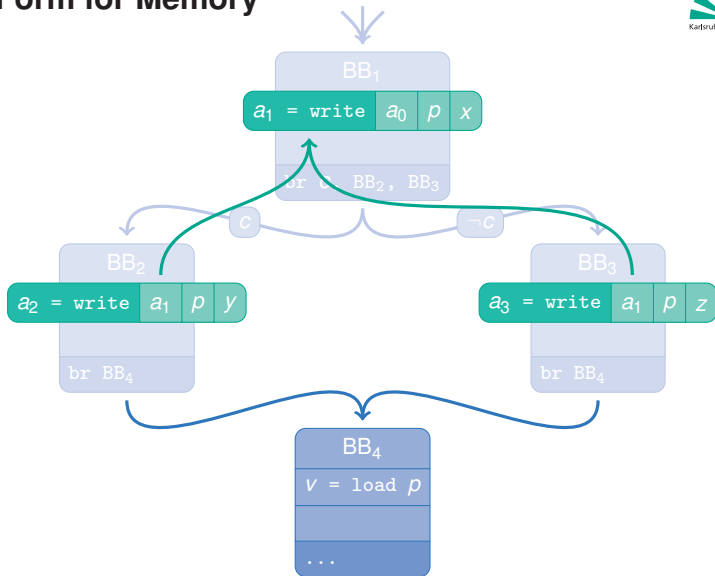 Form for Memory
Karlsruh
BB₁
a₁ = write a₀ p x
br c, BB₂, BB₃
c
¬c
BB₂
BB₃
a₂ = write a₁ p y
a₃ = write a₁ p z
br BB₄
br BB₄
BB₄
v = load p
...